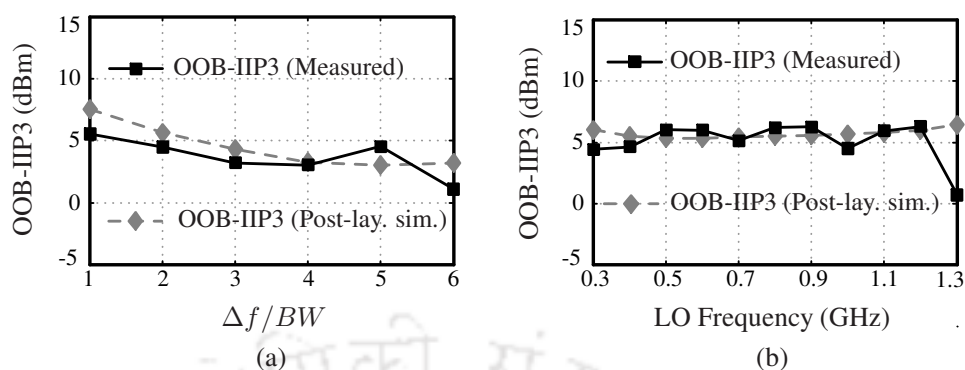 15
10
5
0
-5
OOB-IIP3 (dBm)
OOB-IIP3 (Measured)
OOB-IIP3 (Post-lay. sim.)
1 2 3 4 5 6
Δf/BW
(a)
15
10
5
0
-5
OOB-IIP3 (dBm)
OOB-IIP3 (Measured)
OOB-IIP3 (Post-lay. sim.)
0.3 0.5 0.7 0.9 1.1 1.3
LO Frequency (GHz)
(b)